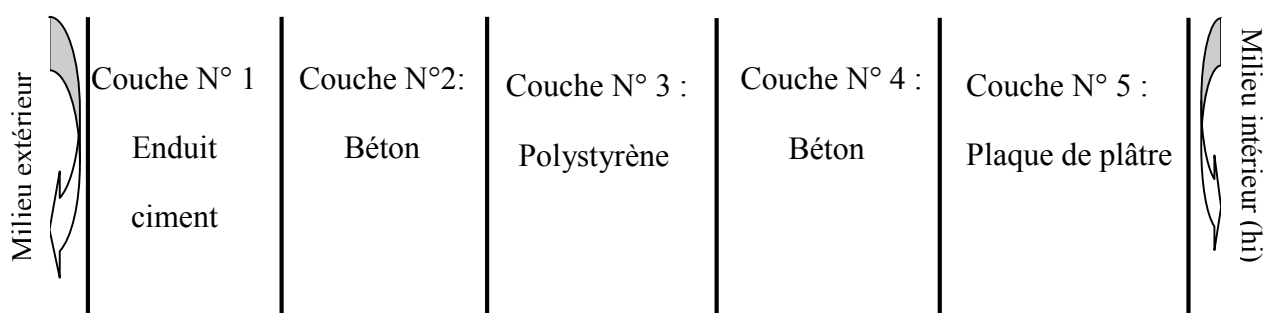 Milieu extérieur
Couche N° 1
Enduit
ciment
Couche N°2:
Béton
Couche N° 3 :
Polystyrène
Couche N° 4 :
Béton
Couche N° 5 :
Plaque de plâtre
Milieu intérieur (hi)